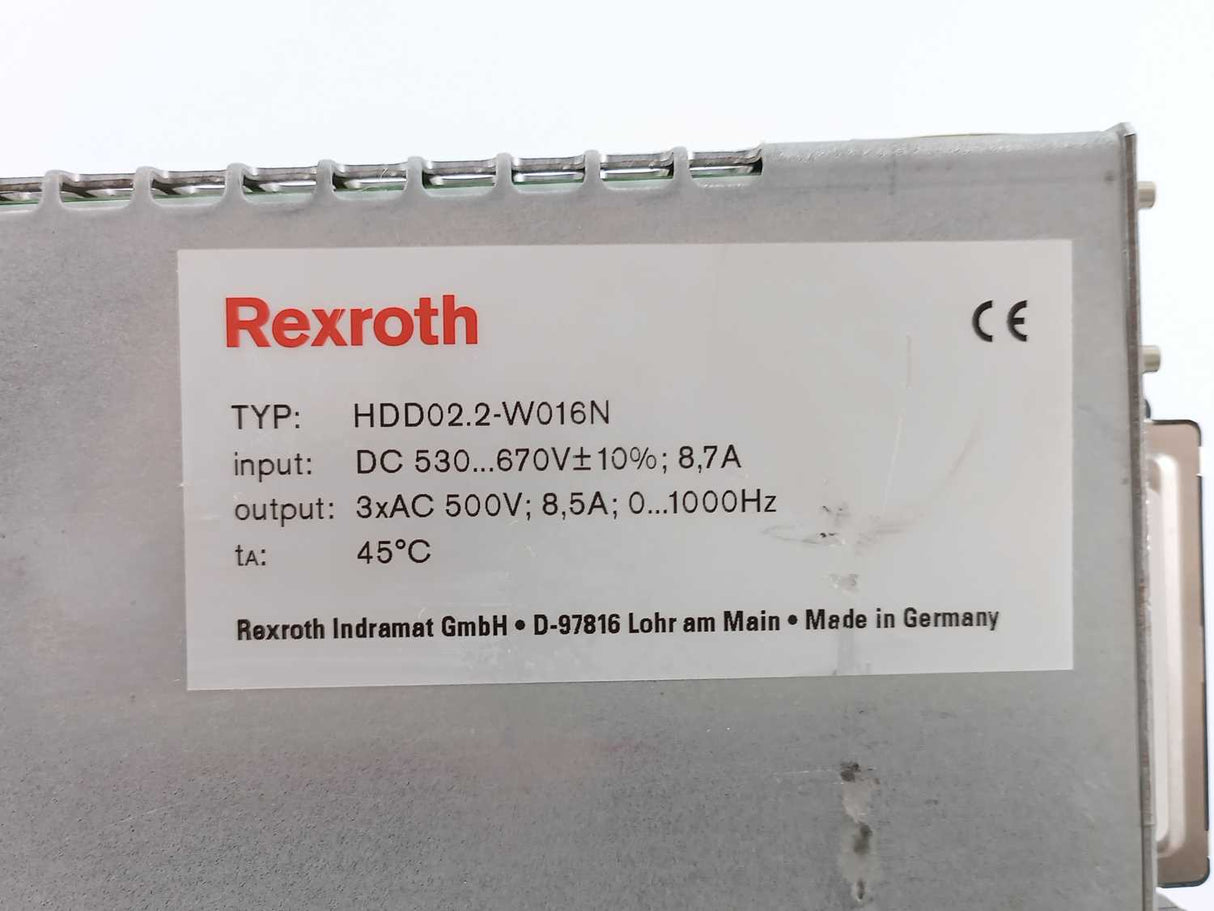 Rexroth
CE
TYP: HDD02.2-W016N
input: DC 530...670V±10%; 8,7A
output: 3xAC 500V; 8,5A; 0...1000Hz
tA: 45°C
Rexroth Indramat GmbH • D-97816 Lohr am Main • Made in Germany